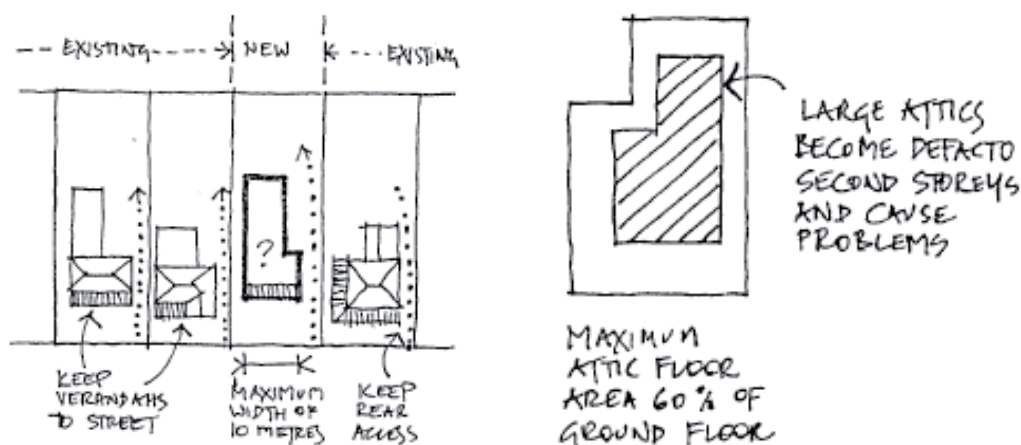 EXISTING
NEW
EXISTING
?
KEEP
VERANDAHS
TO STREET
MAXIMUM
WIDTH OF
10 METRES
KEEP
REAR
ACCESS
LARGE ATTICS
BECOME DEFACTO
SECOND STOREYS
AND CAUSE
PROBLEMS
MAXIMUM
ATTIC FLOOR
AREA 60% OF
GROUND FLOOR